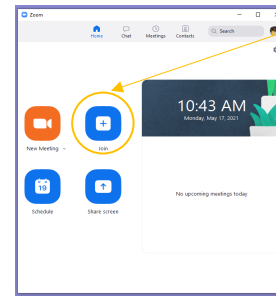 Zoom
Home Chat Meetings Contacts Search
10:43 AM
Monday, May 17, 2021
New Meeting Join
19
Schedule Share screen
No upcoming meetings today